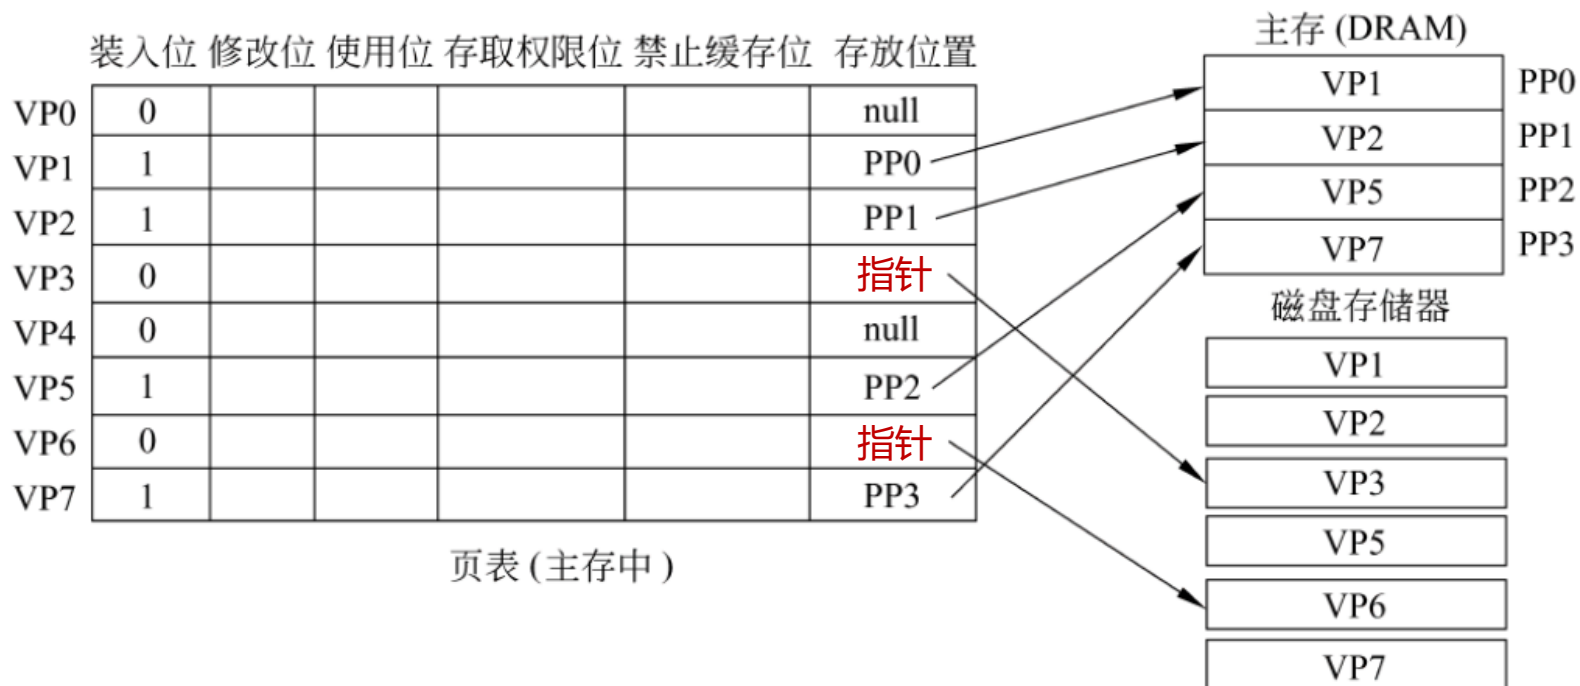 装入位 修改位 使用位 存取权限位 禁止缓存位 存放位置
VP0 0 null
VP1 1 PP0
VP2 1 PP1
VP3 0 指针
VP4 0 null
VP5 1 PP2
VP6 0 指针
VP7 1 PP3
页表 (主存中 )
主存 (DRAM)
VP1 PP0
VP2 PP1
VP5 PP2
VP7 PP3
磁盘存储器
VP1
VP2
VP3
VP5
VP6
VP7